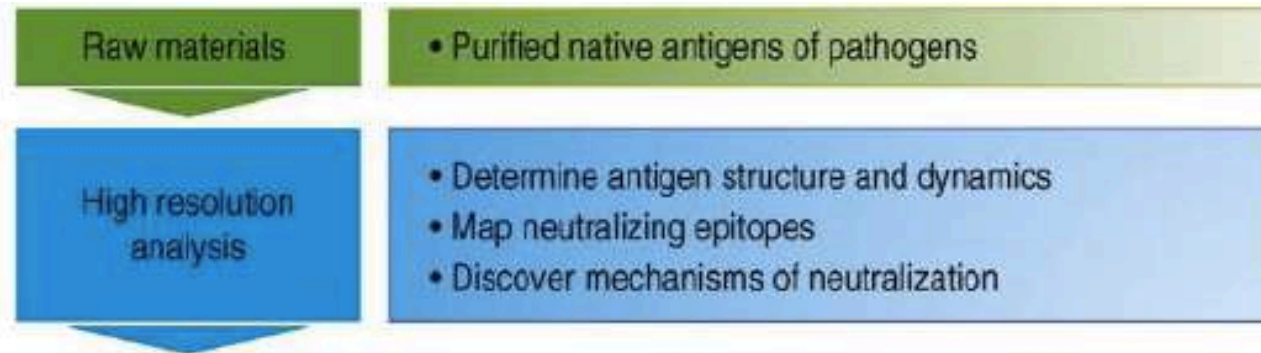 Raw materials
• Purified native antigens of pathogens
High resolution
analysis
• Determine antigen structure and dynamics
• Map neutralizing epitopes
• Discover mechanisms of neutralization